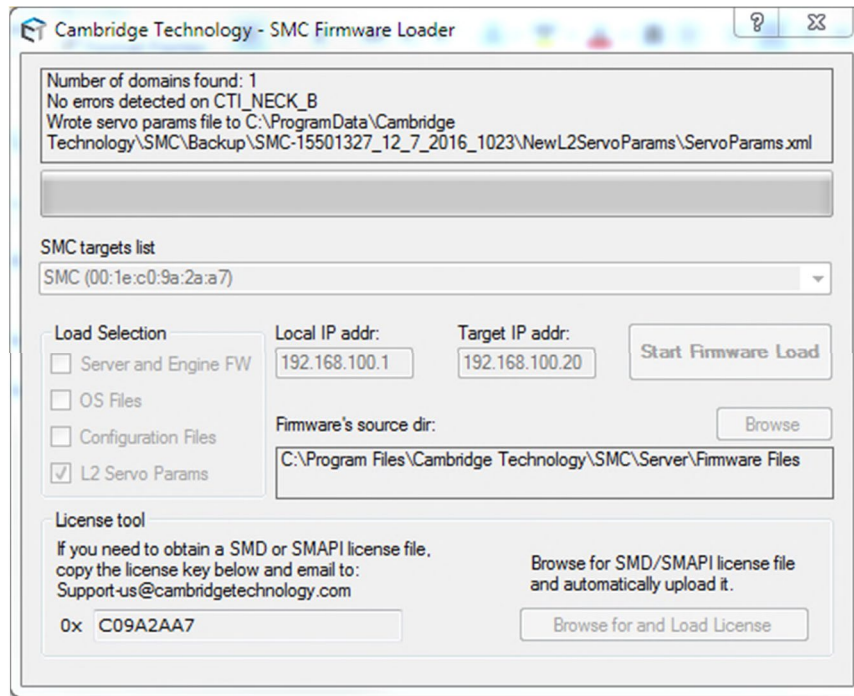 Cambridge Technology - SMC Firmware Loader
Number of domains found: 1
No errors detected on CTI_NECK_B
Wrote servo params file to C:\ProgramData\Cambridge
Technology\SMC\Backup\SMC-15501327_12_7_2016_1023\NewL2ServoParams\ServoParams.xml
SMC targets list
SMC (00:1e:c0:9a:2a:a7)
Load Selection
Server and Engine FW
OS Files
Configuration Files
L2 Servo Params
Local IP addr:
192.168.100.1
Target IP addr:
192.168.100.20
Start Firmware Load
Firmware's source dir:
Browse
C:\Program Files\Cambridge Technology\SMC\Server\Firmware Files
License tool
If you need to obtain a SMD or SMAPI license file,
copy the license key below and email to:
Support-us@cambridgetechnology.com
0x C09A2AA7
Browse for SMD/SMAPI license file
and automatically upload it.
Browse for and Load License